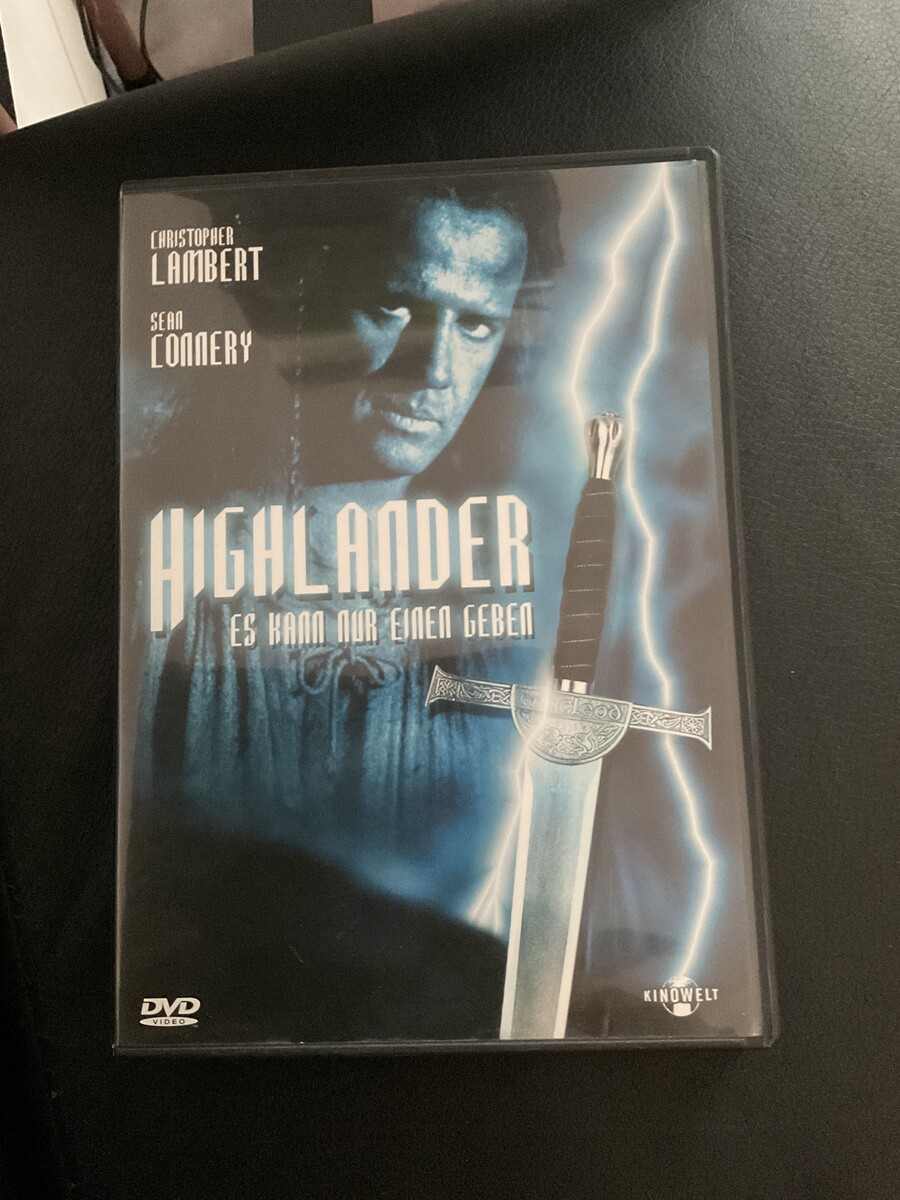 CHRISTOPHER
LAMBERT
SEAN
CONNERY
HIGHLANDER
ES KANN NUR EINEN GEBEN
DVD
VIDEO
KINOWELT